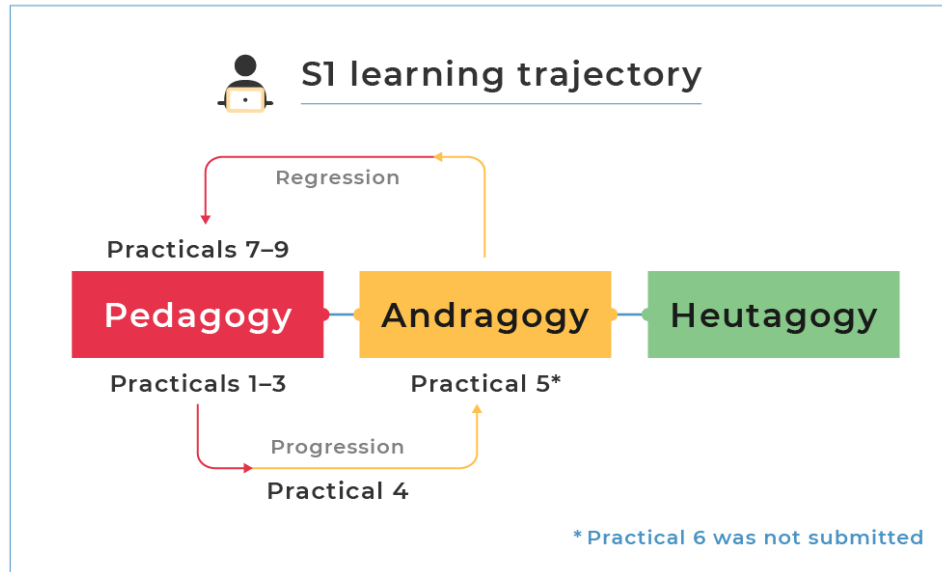 S1 learning trajectory
Regression
Practicals 7–9
Pedagogy
Andragogy
Heutagogy
Practicals 1–3
Practical 5*
Progression
Practical 4
* Practical 6 was not submitted